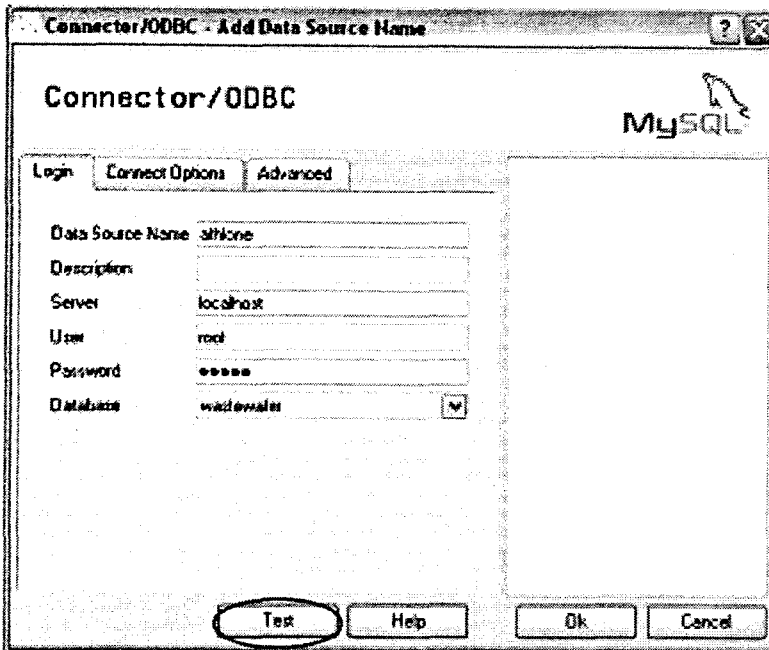 Connector/ODBC - Add Data Source Name
?
Connector/ODBC
MySQL
Login Connect Options Advanced
Data Source Name athlone
Description
Server localhost
User root
Password •••••
Database wastewater
Test Help Ok Cancel